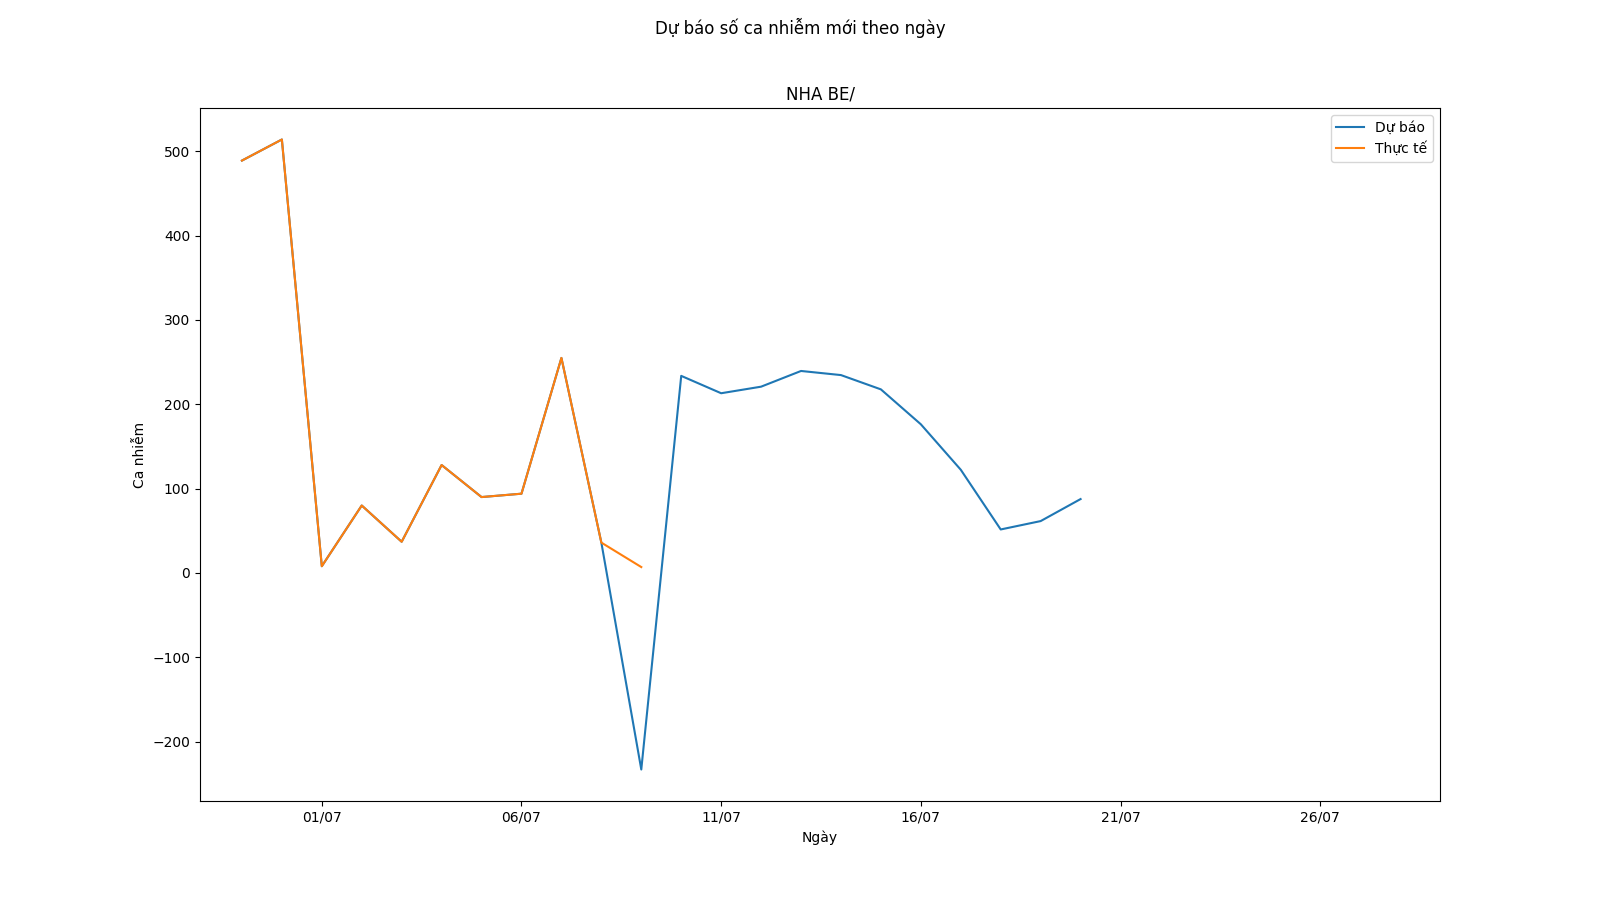 Dự báo số ca nhiễm mới theo ngày
NHA BE/
Dự báo
Thực tế
500
400
300
200
100
0
−100
−200
Ca nhiễm
01/07
06/07
11/07
16/07
21/07
26/07
Ngày